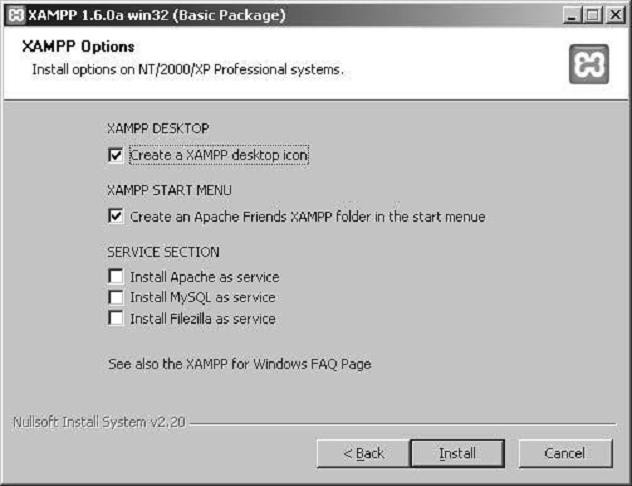 XAMPP 1.6.0a win32 (Basic Package)
XAMPP Options
Install options on NT/2000/XP Professional systems.
XAMPP DESKTOP
Create a XAMPP desktop icon
XAMPP START MENU
Create an Apache Friends XAMPP folder in the start menue
SERVICE SECTION
Install Apache as service
Install MySQL as service
Install Filezilla as service
See also the XAMPP for Windows FAQ Page
Nullsoft Install System v2.20
< Back
Install
Cancel